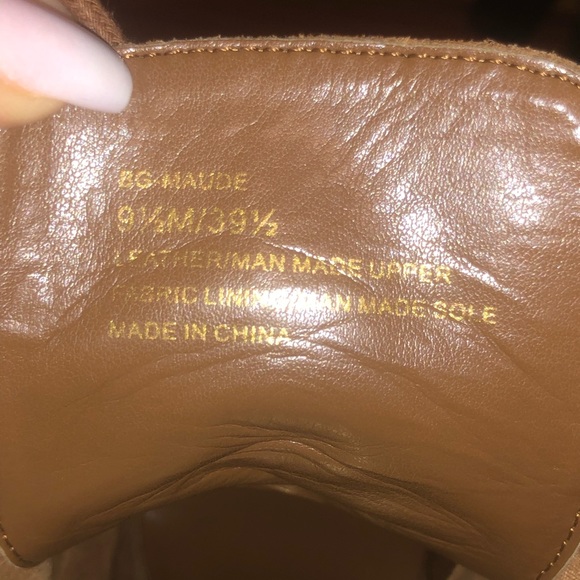 BG-MAUDE
9½M/39½
LEATHER/MAN MADE UPPER
FABRIC LINING/MAN MADE SOLE
MADE IN CHINA